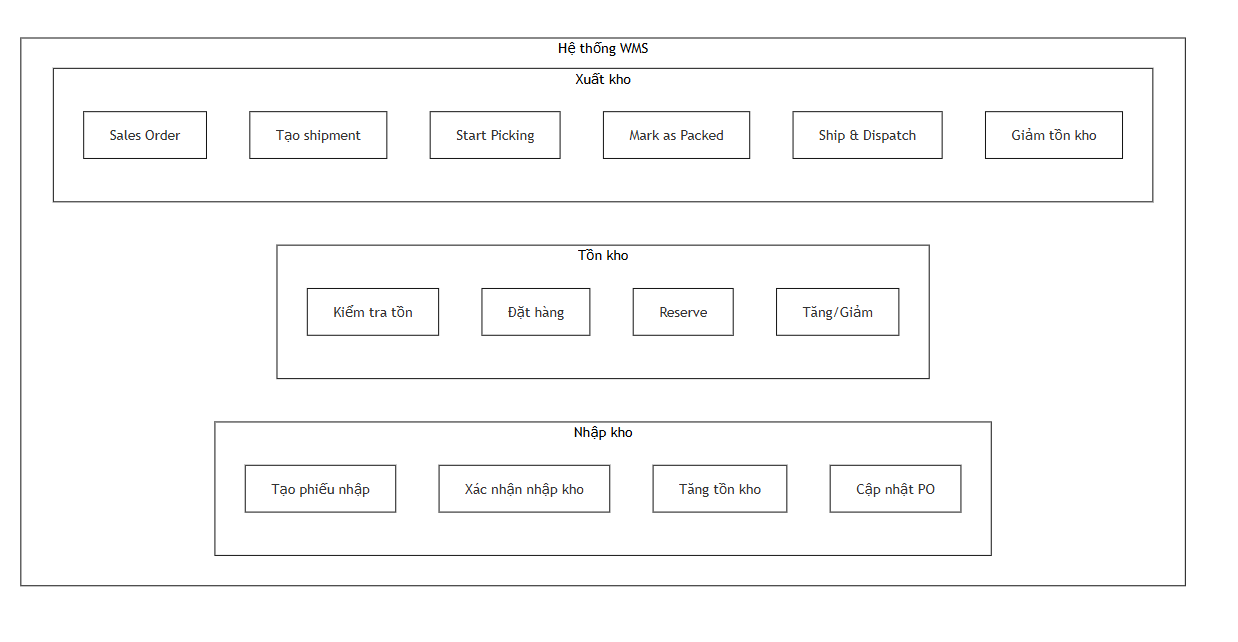 Hệ thống WMS
Xuất kho
Sales Order
Tạo shipment
Start Picking
Mark as Packed
Ship & Dispatch
Giảm tồn kho
Tồn kho
Kiểm tra tồn
Đặt hàng
Reserve
Tăng/Giảm
Nhập kho
Tạo phiếu nhập
Xác nhận nhập kho
Tăng tồn kho
Cập nhật PO